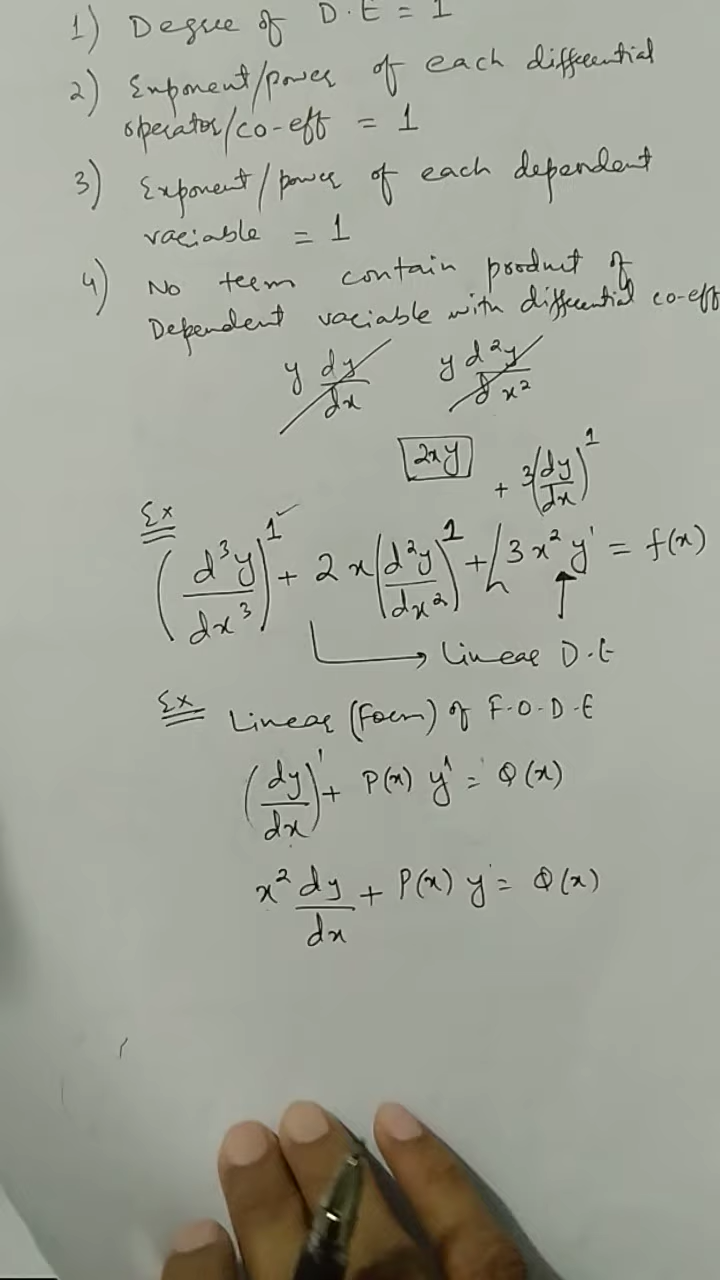 1) Degree of D.E = 1
2) Exponent/power of each differential
operator/co-eff = 1
3) Exponent/power of each dependent
variable = 1
4) No term contain product of
Dependent variable with differential co-eff
y dy/dx y d²y/dx²
2xy + 3(dy/dx)^1
Ex
(d³y/dx³)^1 + 2x(d²y/dx²)^1 + 3x² y' = f(x)
Linear D.E
Ex Linear (Form) of F.O.D.E
(dy/dx)^1 + P(x) y^1 = Q(x)
x² dy/dx + P(x) y = Q(x)